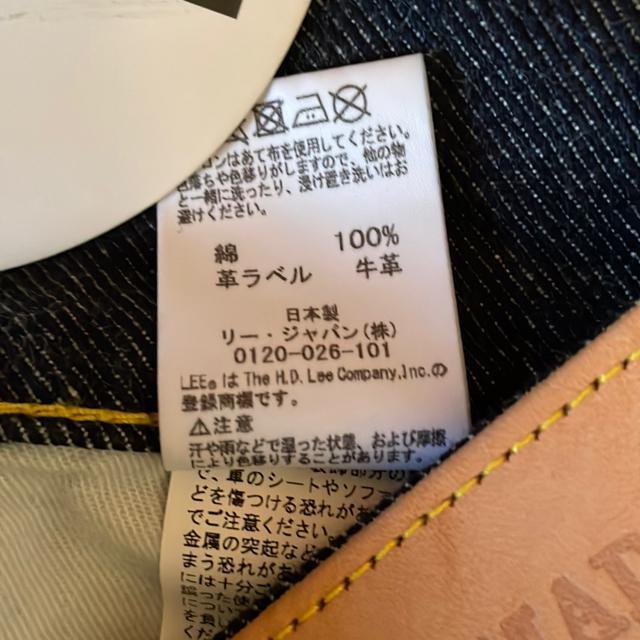 ンはあて布を使用してください。
色落ちや色移りがしますので、他の物
と一緒に洗ったり、浸け置き洗いはお
避けください。
綿 100%
革ラベル 牛革
日本製
リー・ジャパン(株)
0120-026-101
LEE®は The H.D. Lee Company,Inc.の
登録商標です。
⚠注意
汗や雨などで湿った状態、および摩擦
により色移りすることがあります。
で、車のシートやソファ
どを傷つける恐れがあ
でご注意ください
金属の突起など
まう恐れが
には十分